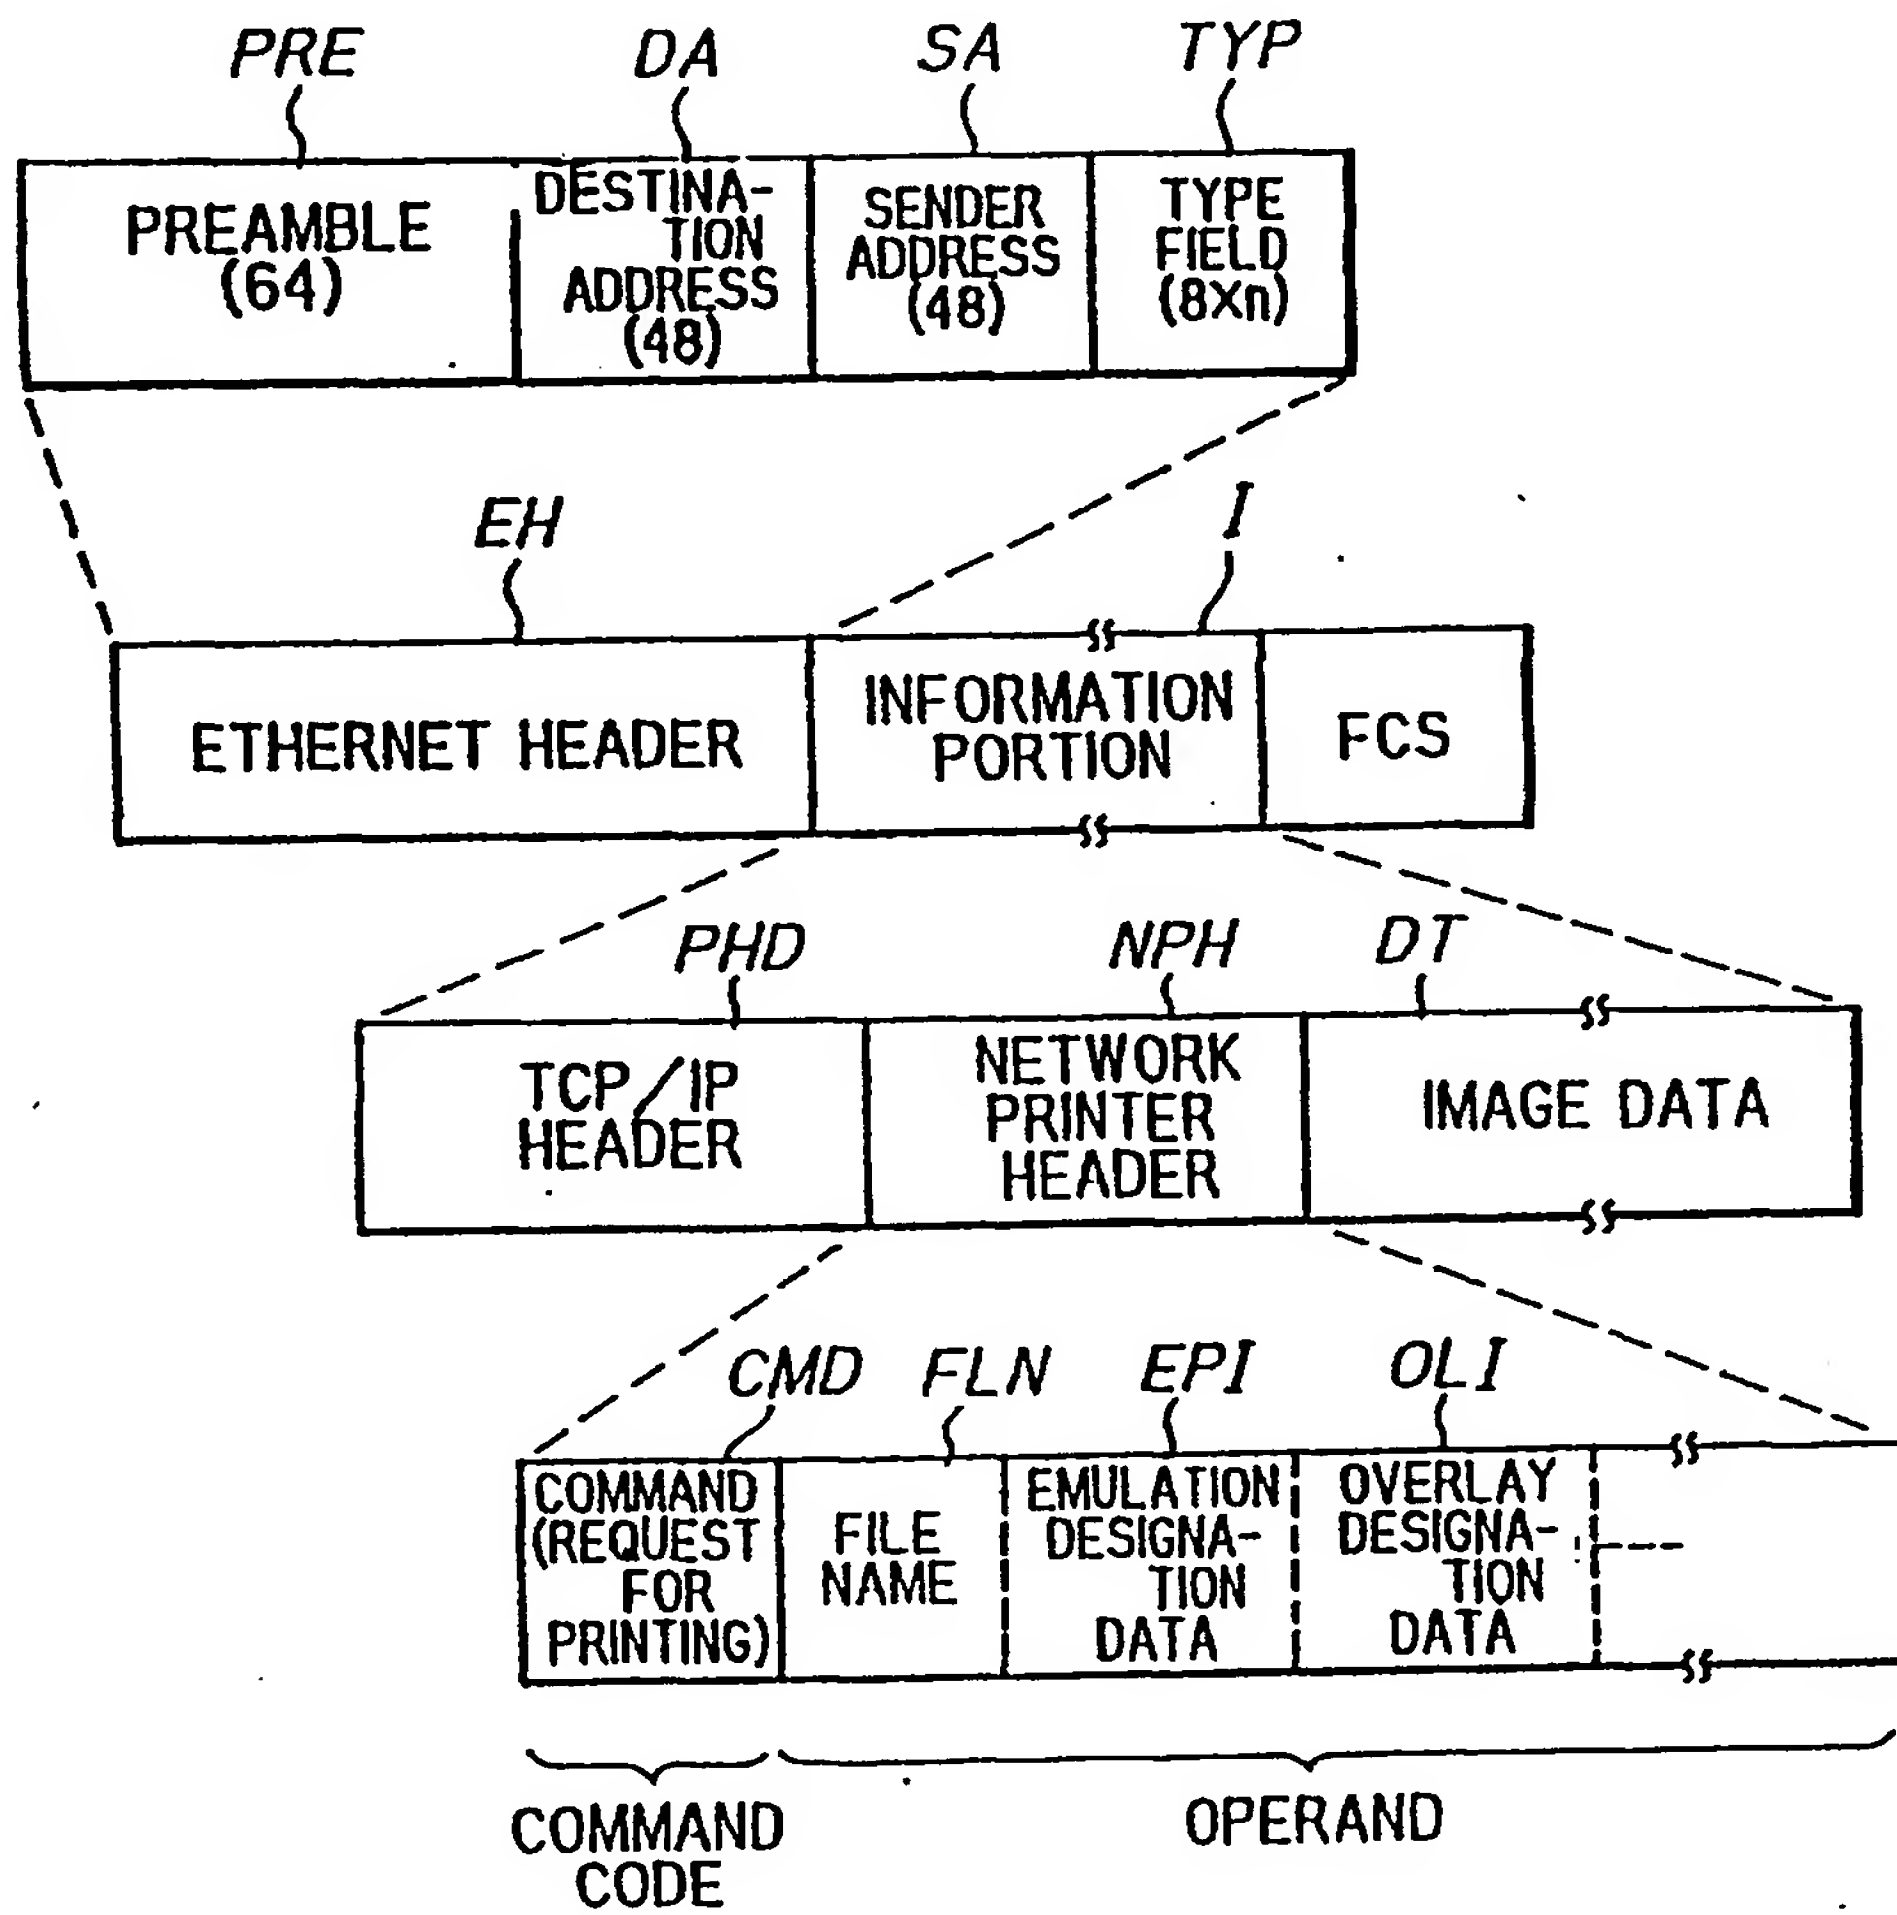 PRE DA SA TYP
PREAMBLE
(64)
DESTINA-
TION
ADDRESS
(48)
SENDER
ADDRESS
(48)
TYPE
FIELD
(8Xn)
EH I
ETHERNET HEADER
INFORMATION
PORTION
FCS
PHD NPH DT
TCP/IP
HEADER
NETWORK
PRINTER
HEADER
IMAGE DATA
CMD FLN EPI OLI
COMMAND
(REQUEST
FOR
PRINTING)
FILE
NAME
EMULATION
DESIGNA-
TION
DATA
OVERLAY
DESIGNA-
TION
DATA
COMMAND
CODE
OPERAND